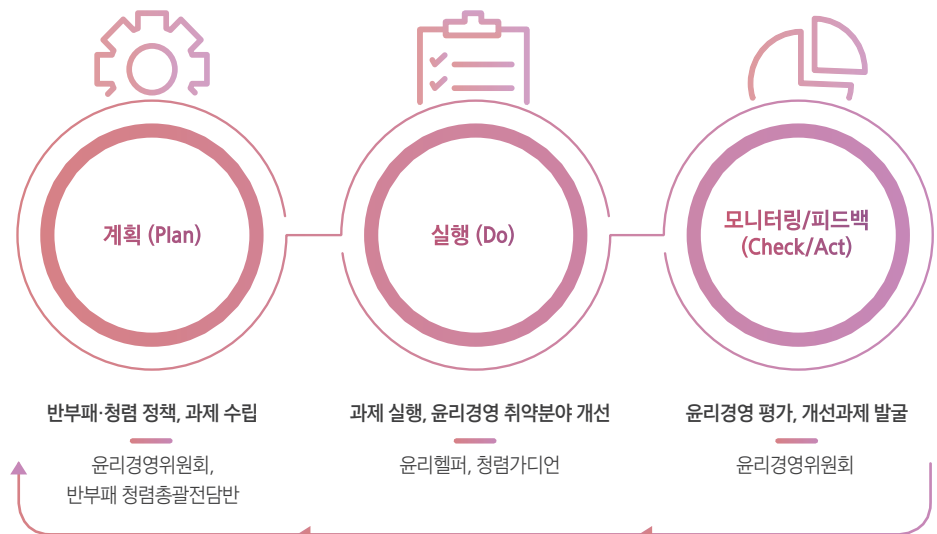 계획 (Plan)
실행 (Do)
모니터링/피드백
(Check/Act)
반부패·청렴 정책, 과제 수립
윤리경영위원회,
반부패 청렴총괄전담반
과제 실행, 윤리경영 취약분야 개선
윤리헬퍼, 청렴가디언
윤리경영 평가, 개선과제 발굴
윤리경영위원회